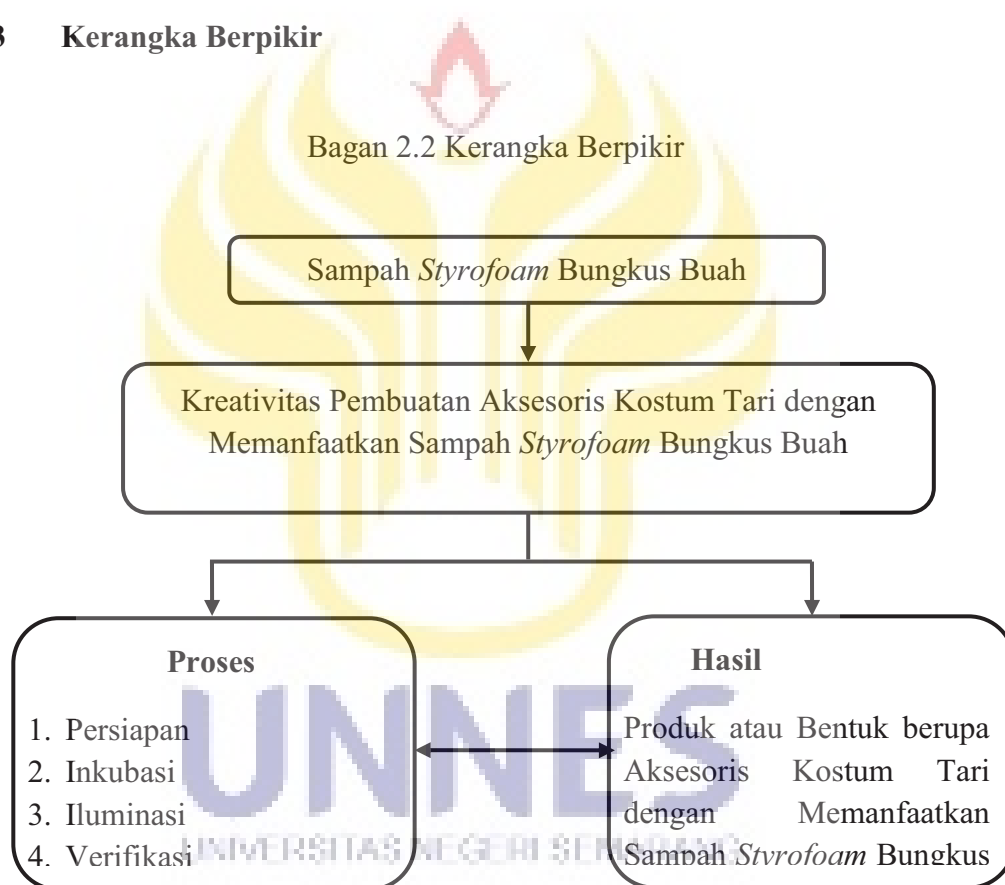 3 Kerangka Berpikir
Bagan 2.2 Kerangka Berpikir
Sampah Styrofoam Bungkus Buah
Kreativitas Pembuatan Aksesoris Kostum Tari dengan
Memanfaatkan Sampah Styrofoam Bungkus Buah
Proses
1. Persiapan
2. Inkubasi
3. Iluminasi
4. Verifikasi
Hasil
Produk atau Bentuk berupa
Aksesoris Kostum Tari
dengan Memanfaatkan
Sampah Styrofoam Bungkus
UNNES
UNIVERSITAS NEGERI SEMARANG